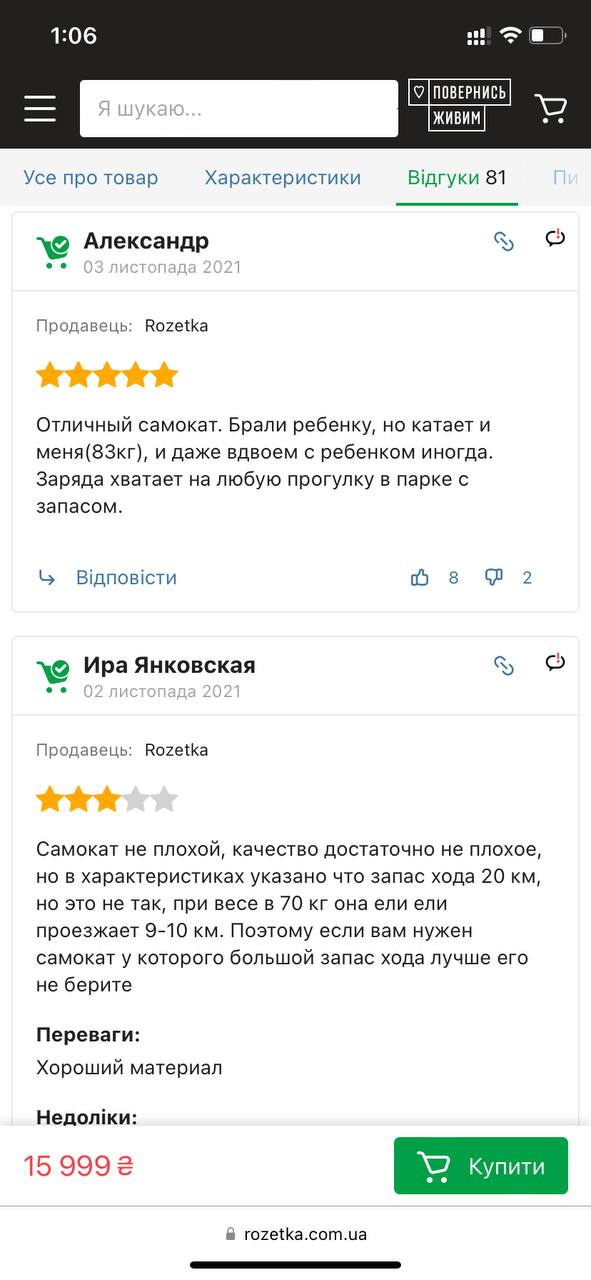 1:06
Я шукаю...
ПОВЕРНИСЬ
ЖИВИМ
Усе про товар Характеристики Відгуки 81 Пи
Александр
03 листопада 2021
Продавець: Rozetka
Отличный самокат. Брали ребенку, но катает и
меня(83кг), и даже вдвоем с ребенком иногда.
Заряда хватает на любую прогулку в парке с
запасом.
Відповісти 8 2
Ира Янковская
02 листопада 2021
Продавець: Rozetka
Самокат не плохой, качество достаточно не плохое,
но в характеристиках указано что запас хода 20 км,
но это не так, при весе в 70 кг она ели ели
проезжает 9-10 км. Поэтому если вам нужен
самокат у которого большой запас хода лучше его
не берите
Переваги:
Хороший материал
Недоліки:
15 999 ₴ Купити
rozetka.com.ua